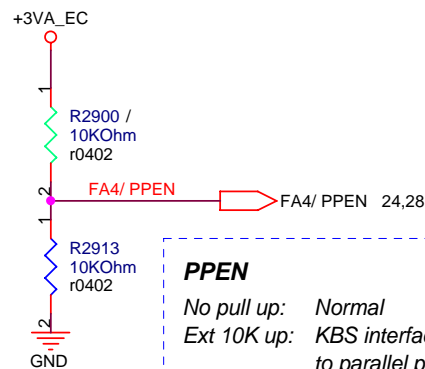 +3VA_EC
1
R2900 /
10KOhm
r0402
2
FA4/ PPEN
FA4/ PPEN 24,28
1
R2913
10KOhm
r0402
2
GND
PPEN
No pull up: Normal
Ext 10K up: KBS interfac
to parallel p